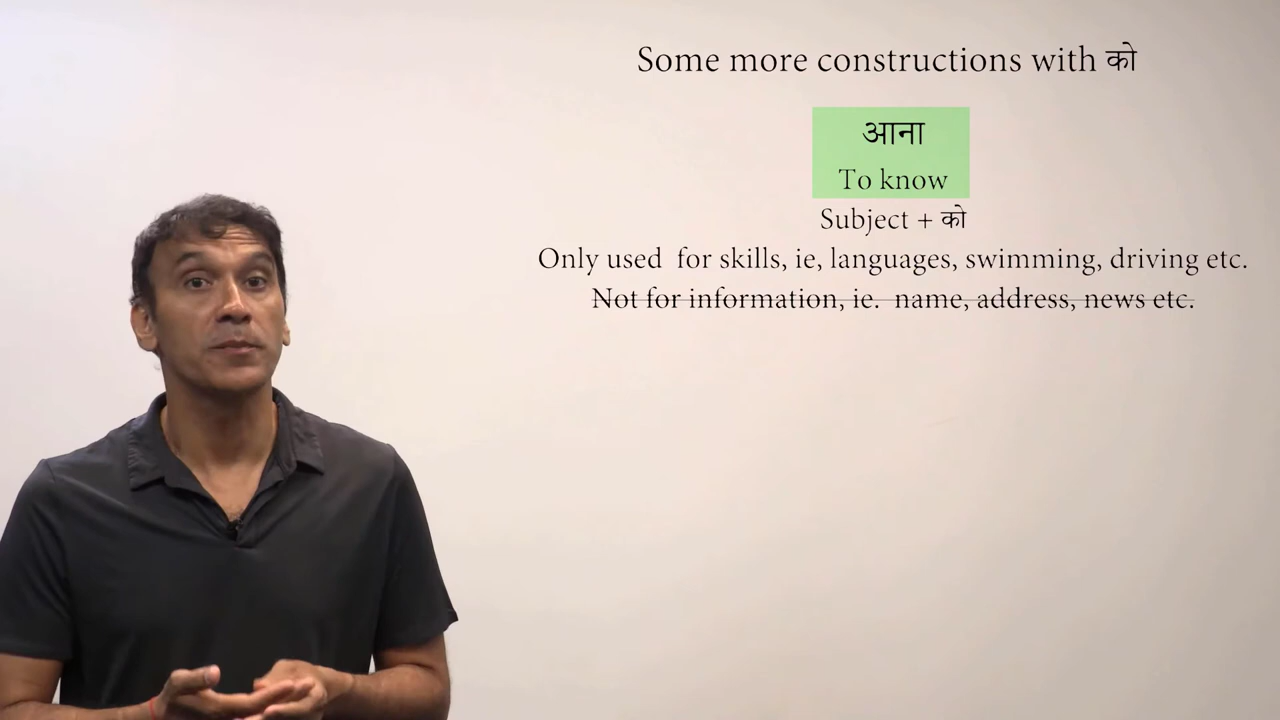 Some more constructions with को
आना
To know
Subject + को
Only used for skills, ie, languages, swimming, driving etc.
Not for information, ie. name, address, news etc.